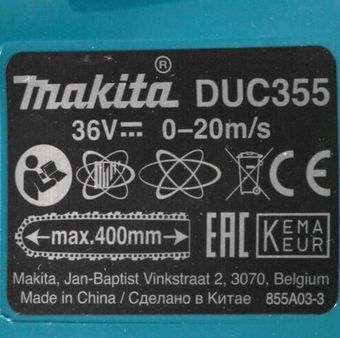 makita® DUC355
36V⎓ 0-20m/s
CE
max.400mm
EAC KEMA KEUR
Makita, Jan-Baptist Vinkstraat 2, 3070, Belgium
Made in China / Сделано в Китае 855A03-3